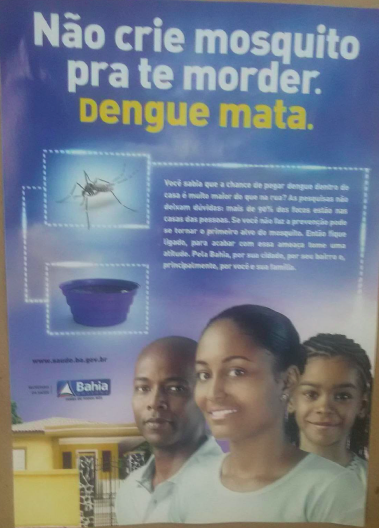 Não crie mosquito
pra te morder.
Dengue mata.
Você sabia que a chance de pegar dengue dentro de
casa é muito maior do que na rua? As pesquisas não
deixam dúvidas: mais de 90% dos focos estão nas
casas das pessoas. Se você não faz a prevenção pode
se tornar o primeiro alvo do mosquito. Então fique
ligado, para acabar com essa ameaça tome uma
atitude. Pela Bahia, por sua cidade, por seu bairro e,
principalmente, por você e sua família.
www.saude.ba.gov.br
Bahia